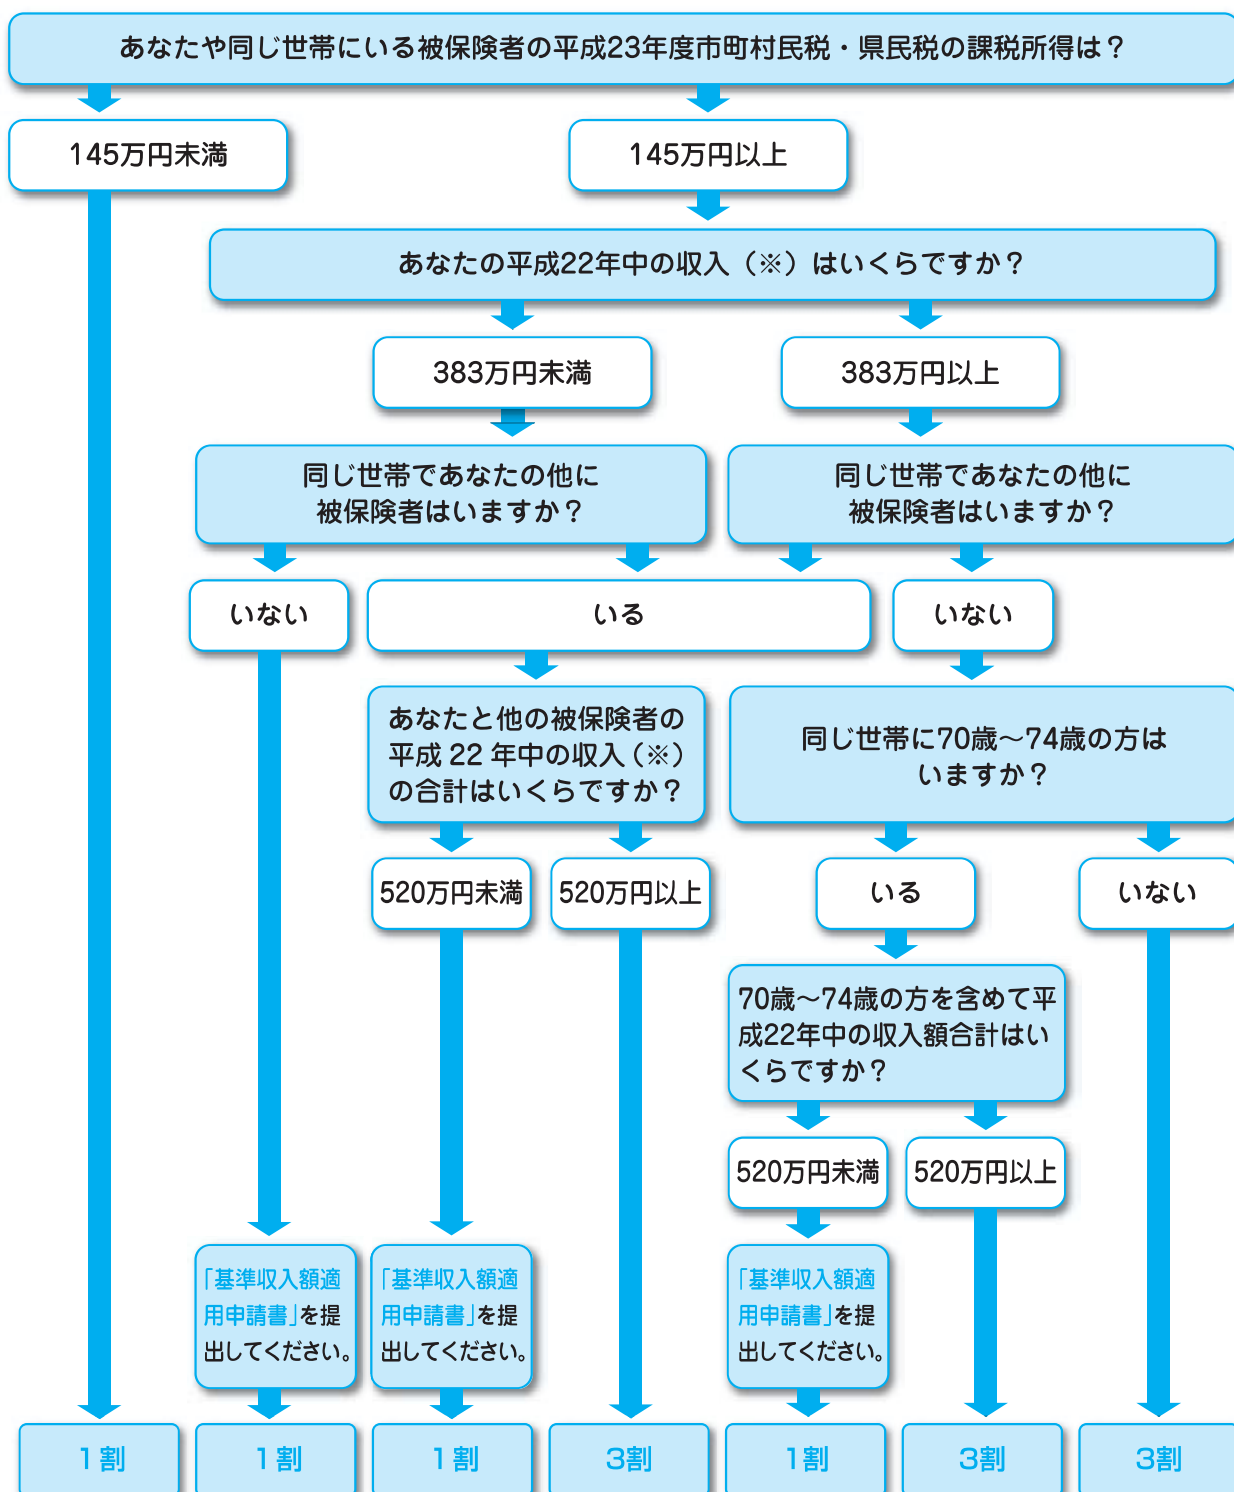 あなたや同じ世帯にいる被保険者の平成23年度市町村民税・県民税の課税所得は？
145万円未満
145万円以上
あなたの平成22年中の収入（※）はいくらですか？
383万円未満
383万円以上
同じ世帯であなたの他に
被保険者はいますか？
同じ世帯であなたの他に
被保険者はいますか？
いない
いる
いない
あなたと他の被保険者の
平成 22 年中の収入（※）
の合計はいくらですか？
同じ世帯に70歳～74歳の方は
いますか？
520万円未満
520万円以上
いる
いない
70歳～74歳の方を含めて平
成22年中の収入額合計はい
くらですか？
520万円未満
520万円以上
「基準収入額適
用申請書」を提
出してください。
「基準収入額適
用申請書」を提
出してください。
「基準収入額適
用申請書」を提
出してください。
1割
1割
1割
3割
1割
3割
3割